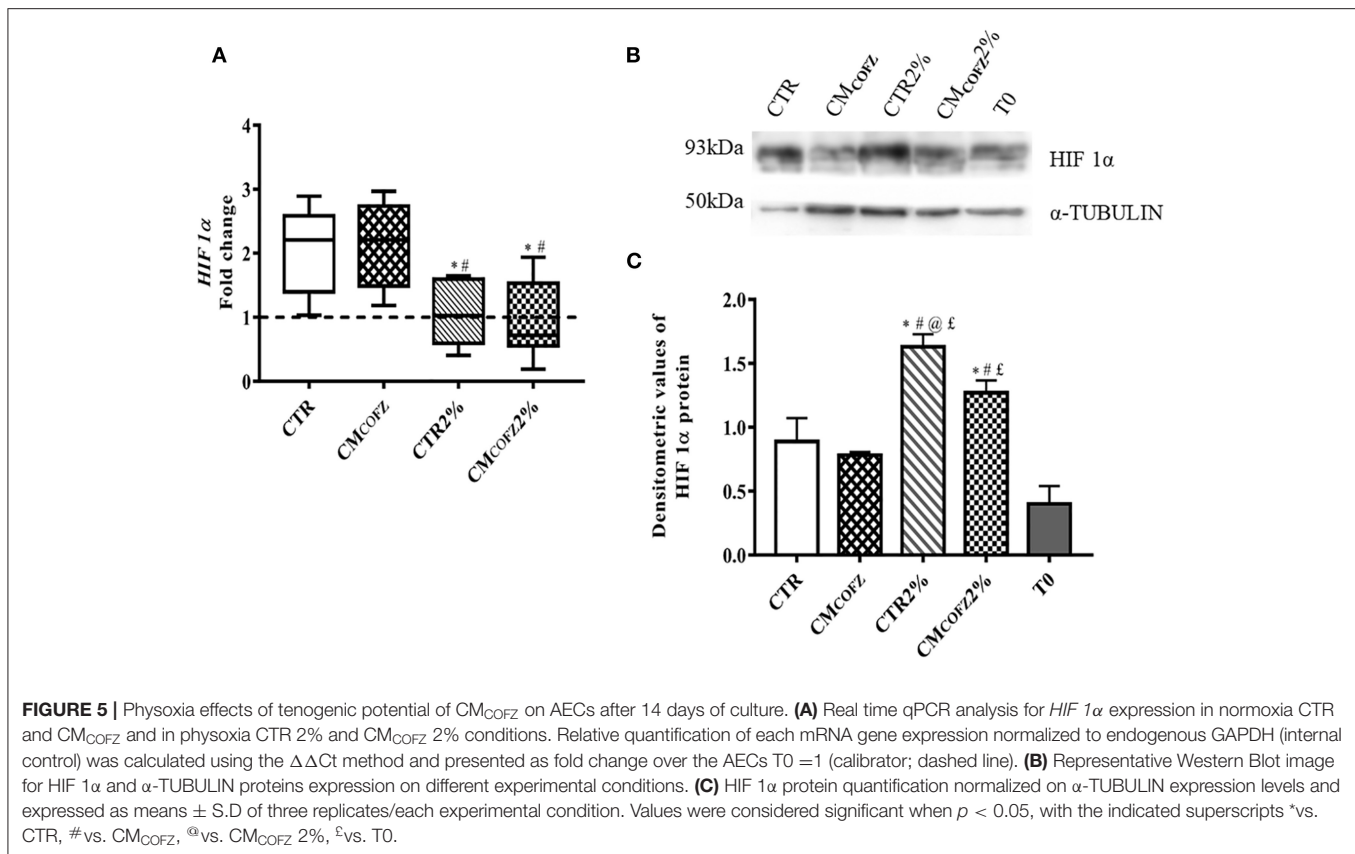 A
HIF 1α
Fold change
4
3
2
1
0
* #
* #
CTR
CMCOFZ
CTR2%
CMCOFZ2%
B
CTR
CMCOFZ
CTR2%
CMCOFZ2%
T0
93kDa
HIF 1α
50kDa
α-TUBULIN
C
Densitometric values of
HIF 1α protein
2.0
1.5
1.0
0.5
0.0
* # @ £
* # £
CTR
CMCOFZ
CTR2%
CMCOFZ2%
T0
FIGURE 5 | Physoxia effects of tenogenic potential of CMCOFZ on AECs after 14 days of culture. (A) Real time qPCR analysis for HIF 1α expression in normoxia CTR
and CMCOFZ and in physoxia CTR 2% and CMCOFZ 2% conditions. Relative quantification of each mRNA gene expression normalized to endogenous GAPDH (internal
control) was calculated using the ΔΔCt method and presented as fold change over the AECs T0 =1 (calibrator; dashed line). (B) Representative Western Blot image
for HIF 1α and α-TUBULIN proteins expression on different experimental conditions. (C) HIF 1α protein quantification normalized on α-TUBULIN expression levels and
expressed as means ± S.D of three replicates/each experimental condition. Values were considered significant when p < 0.05, with the indicated superscripts *vs.
CTR, #vs. CMCOFZ, @vs. CMCOFZ 2%, £vs. T0.